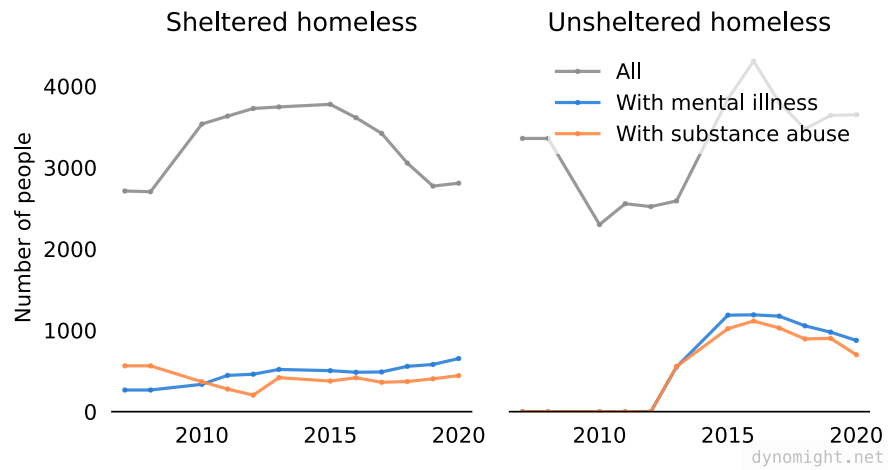 Sheltered homeless
Unsheltered homeless
Number of people
4000
3000
2000
1000
0
2010
2015
2020
All
With mental illness
With substance abuse
2010
2015
2020
dynomight.net